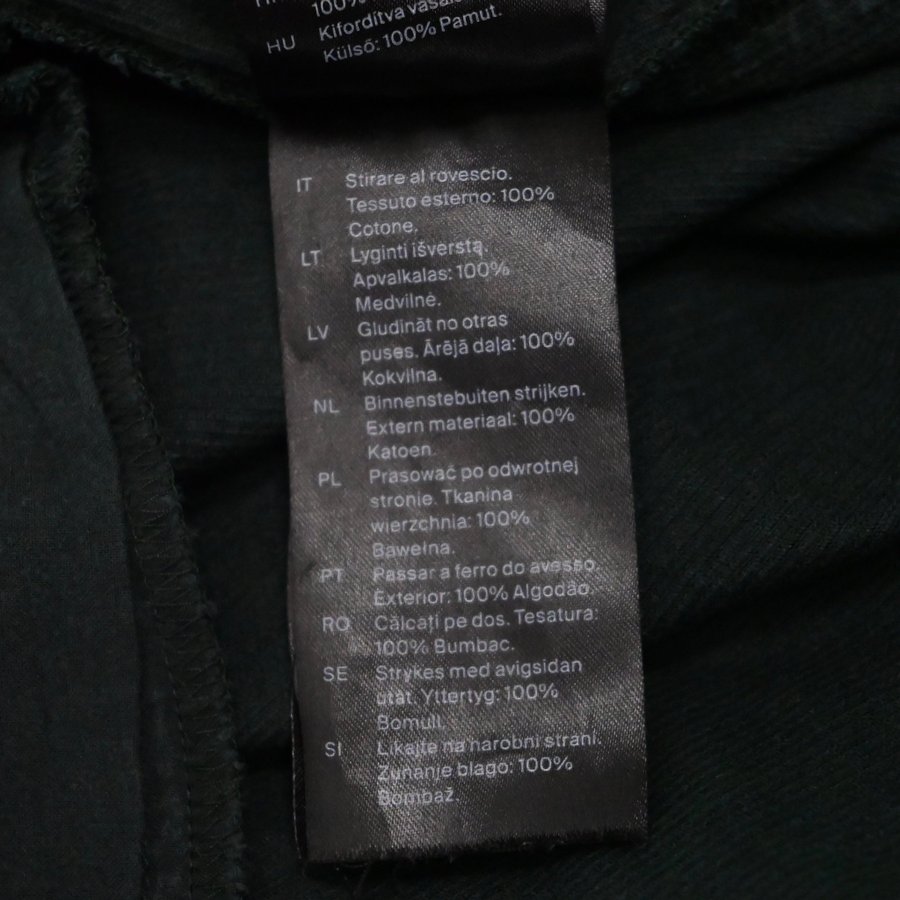 100%
HU Kifordítva
Külső: 100% Pamut.
IT Stirare al rovescio.
Tessuto esterno: 100%
Cotone.
LT Lyginti išverstą.
Apvalkalas: 100%
Medvilnė.
LV Gludināt no otras
puses. Ārējā daļa: 100%
Kokvilna.
NL Binnenstebuiten strijken.
Extern materiaal: 100%
Katoen.
PL Prasować po odwrotnej
stronie. Tkanina
wierzchnia: 100%
Bawełna.
PT Passar a ferro do avesso.
Exterior: 100% Algodão.
RO Călcați pe dos. Tesatura:
100% Bumbac.
SE Strykes med avigsidan
utåt. Yttertyg: 100%
Bomull.
SI Likajte na narobni strani.
Zunanje blago: 100%
Bombaž.